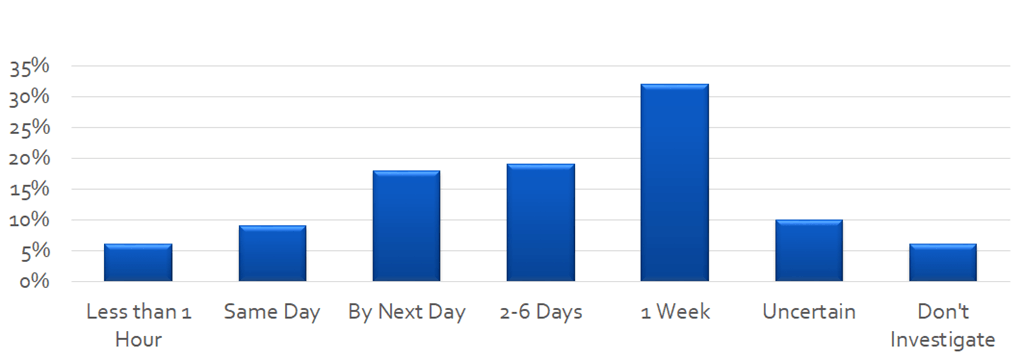 35%
30%
25%
20%
15%
10%
5%
0%
Less than 1
Hour
Same Day
By Next Day
2-6 Days
1 Week
Uncertain
Don't
Investigate